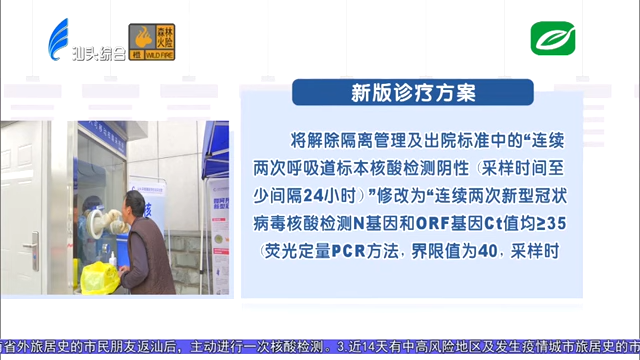 汕头综合
森林
火险
橙 WILD FIRE
新版诊疗方案
将解除隔离管理及出院标准中的“连续
两次呼吸道标本核酸检测阴性（采样时间至
少间隔24小时）”修改为“连续两次新型冠状
病毒核酸检测N基因和ORF基因Ct值均≥35
（荧光定量PCR方法，界限值为40，采样时
省外旅居史的市民朋友返汕后，主动进行一次核酸检测。3.近14天有中高风险地区及发生疫情城市旅居史的市